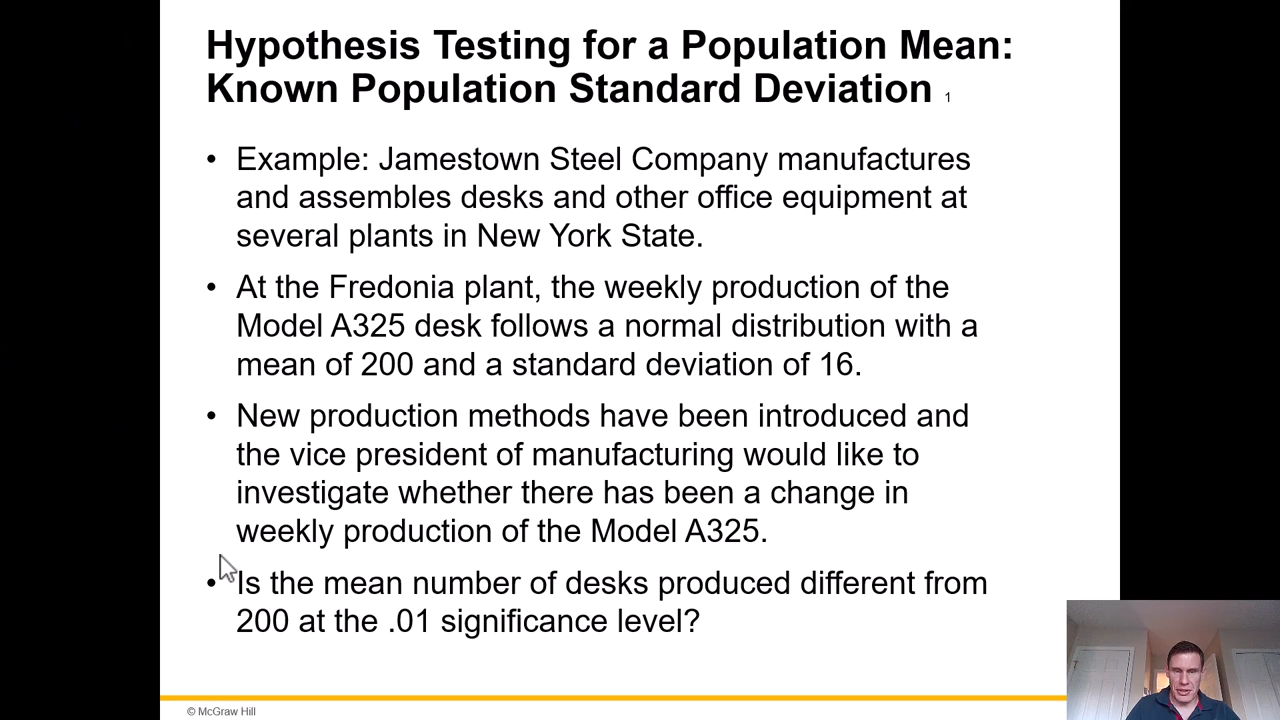 Hypothesis Testing for a Population Mean:
Known Population Standard Deviation 1
• Example: Jamestown Steel Company manufactures
and assembles desks and other office equipment at
several plants in New York State.
• At the Fredonia plant, the weekly production of the
Model A325 desk follows a normal distribution with a
mean of 200 and a standard deviation of 16.
• New production methods have been introduced and
the vice president of manufacturing would like to
investigate whether there has been a change in
weekly production of the Model A325.
• Is the mean number of desks produced different from
200 at the .01 significance level?
© McGraw Hill